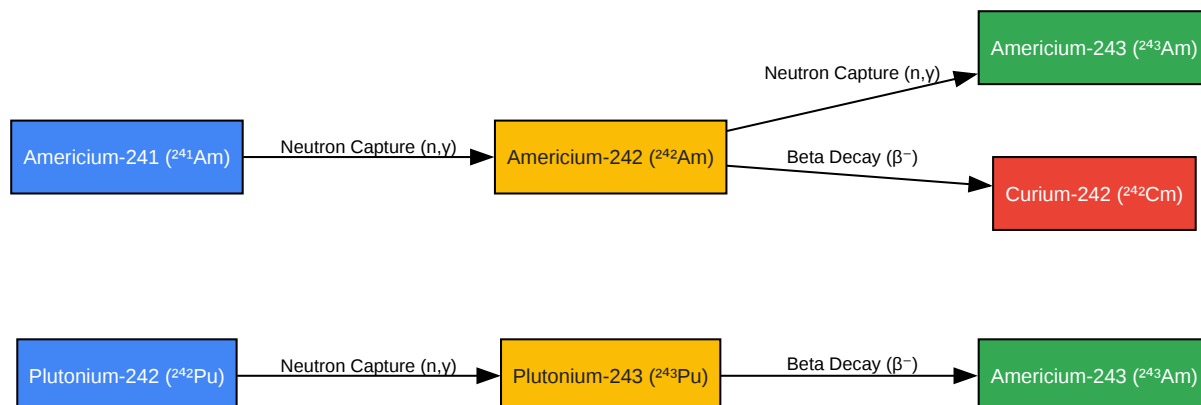 Americium-243 (²⁴³Am)
Neutron Capture (n,γ)
Americium-241 (²⁴¹Am)
Neutron Capture (n,γ)
Americium-242 (²⁴²Am)
Beta Decay (β⁻)
Curium-242 (²⁴²Cm)
Plutonium-242 (²⁴²Pu)
Neutron Capture (n,γ)
Plutonium-243 (²⁴³Pu)
Beta Decay (β⁻)
Americium-243 (²⁴³Am)